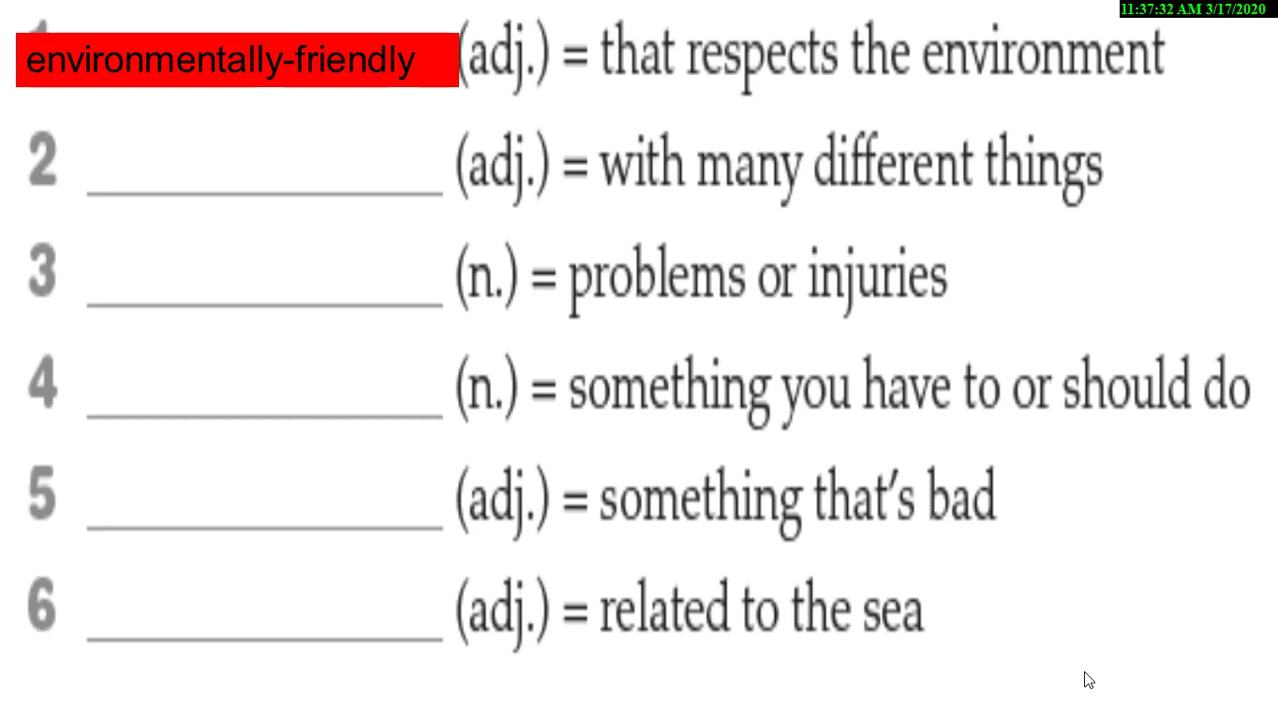 11:37:32 AM 3/17/2020
environmentally-friendly (adj.) = that respects the environment
2 (adj.) = with many different things
3 (n.) = problems or injuries
4 (n.) = something you have to or should do
5 (adj.) = something that's bad
6 (adj.) = related to the sea